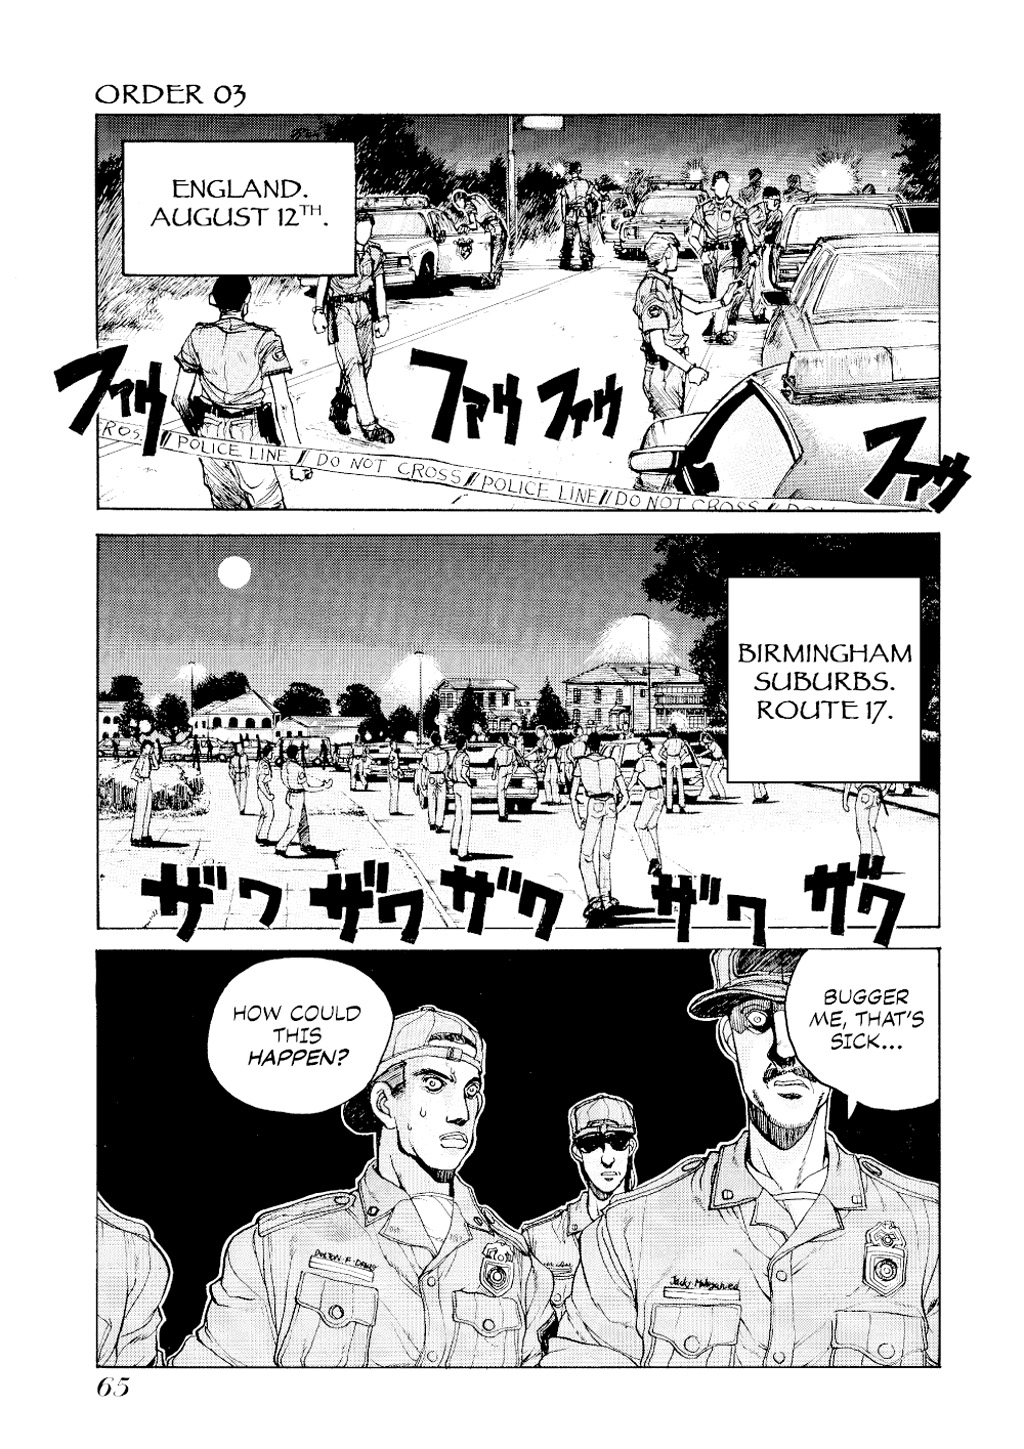 ORDER 03
ENGLAND.
AUGUST 12TH.
ファウ
ファウ
ファウ
ファウ
POLICE LINE // DO NOT CROSS // POLICE LINE // DO NOT CROSS //
BIRMINGHAM
SUBURBS.
ROUTE 17.
ザワ
ザワ
ザワ
ザワ
ザワ
HOW COULD
THIS
HAPPEN?
BUGGER
ME, THAT'S
SICK...
65